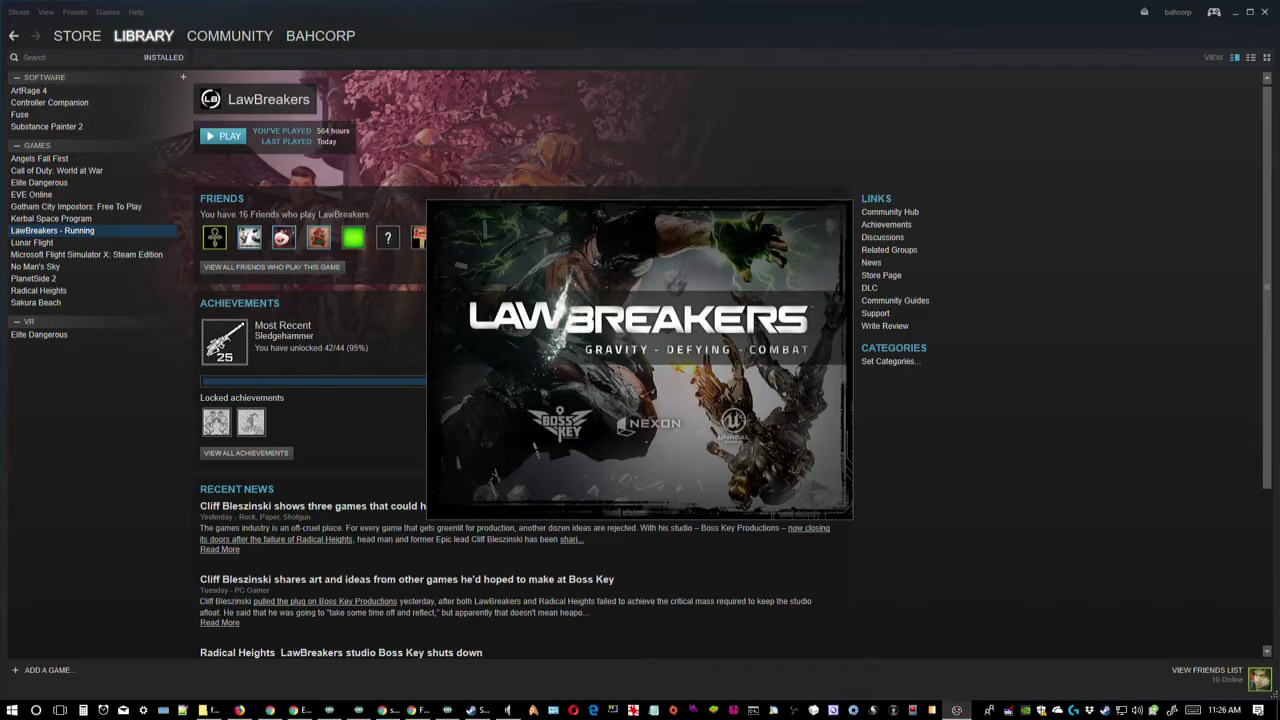 Steam View Friends Games Help
bahcorp
STORE LIBRARY COMMUNITY BAHCORP
Search
INSTALLED
VIEW
SOFTWARE
ArtRage 4
Controller Companion
Fuse
Substance Painter 2
GAMES
Angels Fall First
Call of Duty: World at War
Elite Dangerous
EVE Online
Gotham City Impostors: Free To Play
Kerbal Space Program
LawBreakers - Running
Lunar Flight
Microsoft Flight Simulator X: Steam Edition
No Man's Sky
PlanetSide 2
Radical Heights
Sakura Beach
VR
Elite Dangerous
LB LawBreakers
PLAY
YOU'VE PLAYED 564 hours
LAST PLAYED Today
FRIENDS
You have 16 Friends who play LawBreakers
?
VIEW ALL FRIENDS WHO PLAY THIS GAME
ACHIEVEMENTS
25
Most Recent
Sledgehammer
You have unlocked 42/44 (95%)
Locked achievements
VIEW ALL ACHIEVEMENTS
LAWBREAKERS
GRAVITY - DEFYING - COMBAT
BOSS KEY
NEXON
UNREAL
LINKS
Community Hub
Achievements
Discussions
Related Groups
News
Store Page
DLC
Community Guides
Support
Write Review
CATEGORIES
Set Categories...
RECENT NEWS
Cliff Bleszinski shows three games that could h
Yesterday - Rock, Paper, Shotgun
The games industry is an off-cruel place. For every game that gets greenlit for production, another dozen ideas are rejected. With his studio – Boss Key Productions – now closing
its doors after the failure of Radical Heights, head man and former Epic lead Cliff Bleszinski has been shari...
Read More
Cliff Bleszinski shares art and ideas from other games he'd hoped to make at Boss Key
Tuesday - PC Gamer
Cliff Bleszinski pulled the plug on Boss Key Productions yesterday, after both LawBreakers and Radical Heights failed to achieve the critical mass required to keep the studio
afloat. He said that he was going to "take some time off and reflect," but apparently that doesn't mean heapo...
Read More
Radical Heights LawBreakers studio Boss Key shuts down
ADD A GAME...
VIEW FRIENDS LIST
10 Online
11:26 AM